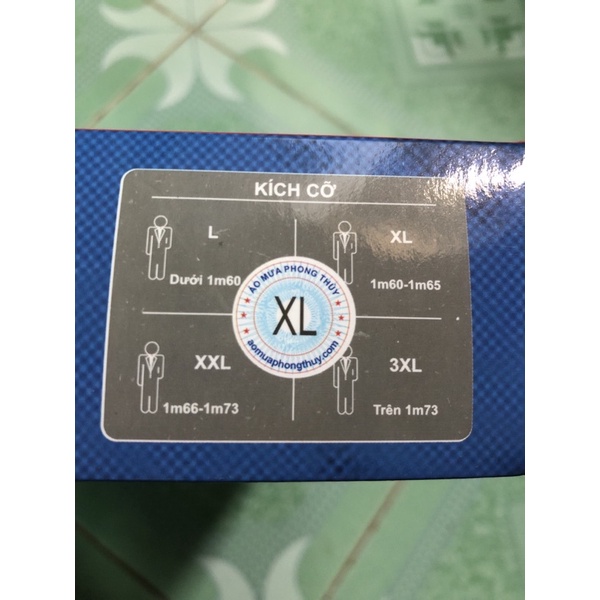 KÍCH CỠ
L
Dưới 1m60
XL
1m60-1m65
ÁO MƯA PHONG THỦY
XL
aomuaphongthuy.com
XXL
1m66-1m73
3XL
Trên 1m73